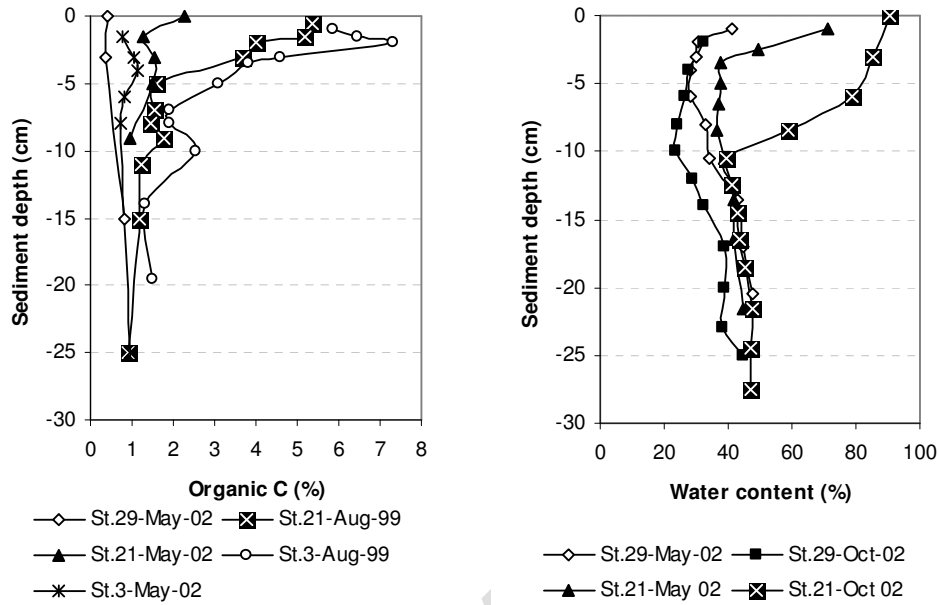 0
-5
-10
-15
-20
-25
-30
Sediment depth (cm)
0 1 2 3 4 5 6 7 8
Organic C (%)
St.29-May-02 St.21-Aug-99
St.21-May-02 St.3-Aug-99
St.3-May-02
0
-5
-10
-15
-20
-25
-30
Sediment depth (cm)
0 20 40 60 80 100
Water content (%)
St.29-May-02 St.29-Oct-02
St.21-May 02 St.21-Oct 02